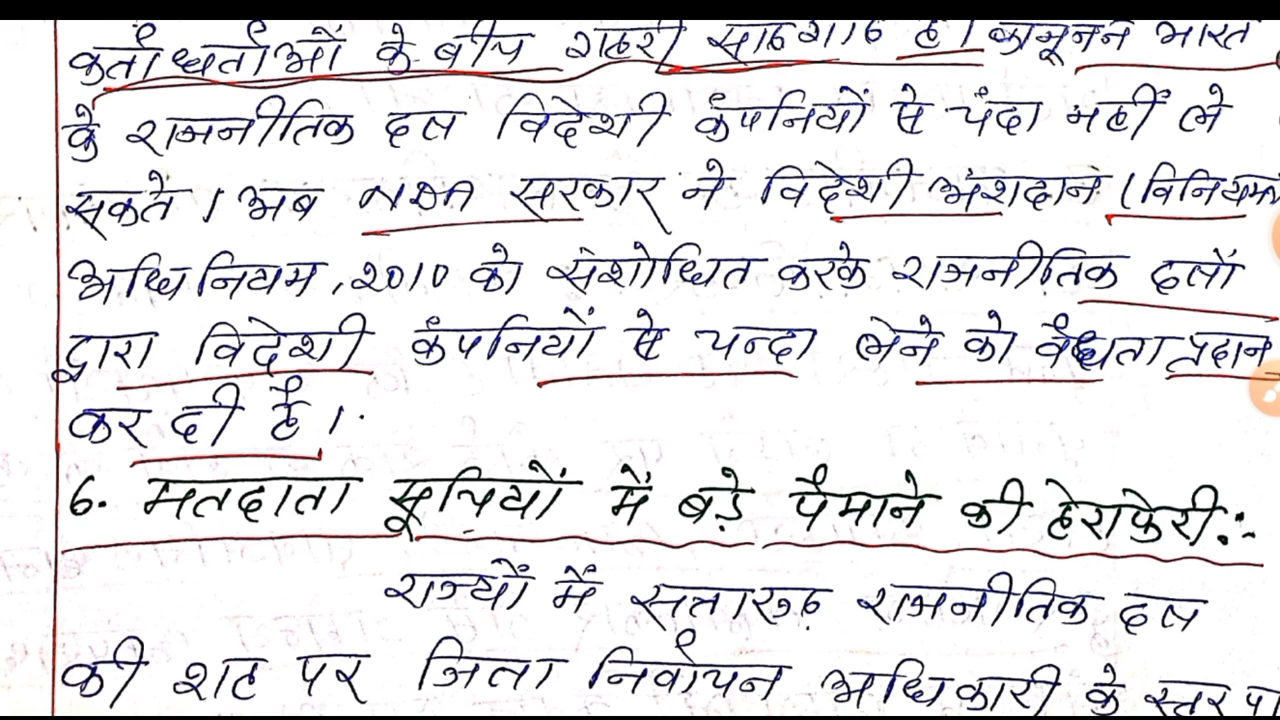 कर्ता धर्ताओं के बीच गहरी साठगांठ है। कानूनन भारत
के राजनीतिक दल विदेशी कंपनियों से चंदा नहीं ले
सकते। अब NDA सरकार ने विदेशी अंशदान (विनियमन
अधिनियम, 2010 को संशोधित करके राजनीतिक दलों
द्वारा विदेशी कंपनियों से चन्दा लेने को वैधता प्रदान
कर दी है।
6. मतदाता सूचियों में बड़े पैमाने की हेराफेरी:-
राज्यों में सत्तारूढ़ राजनीतिक दल
की शह पर जिला निर्वाचन अधिकारी के स्तर पर